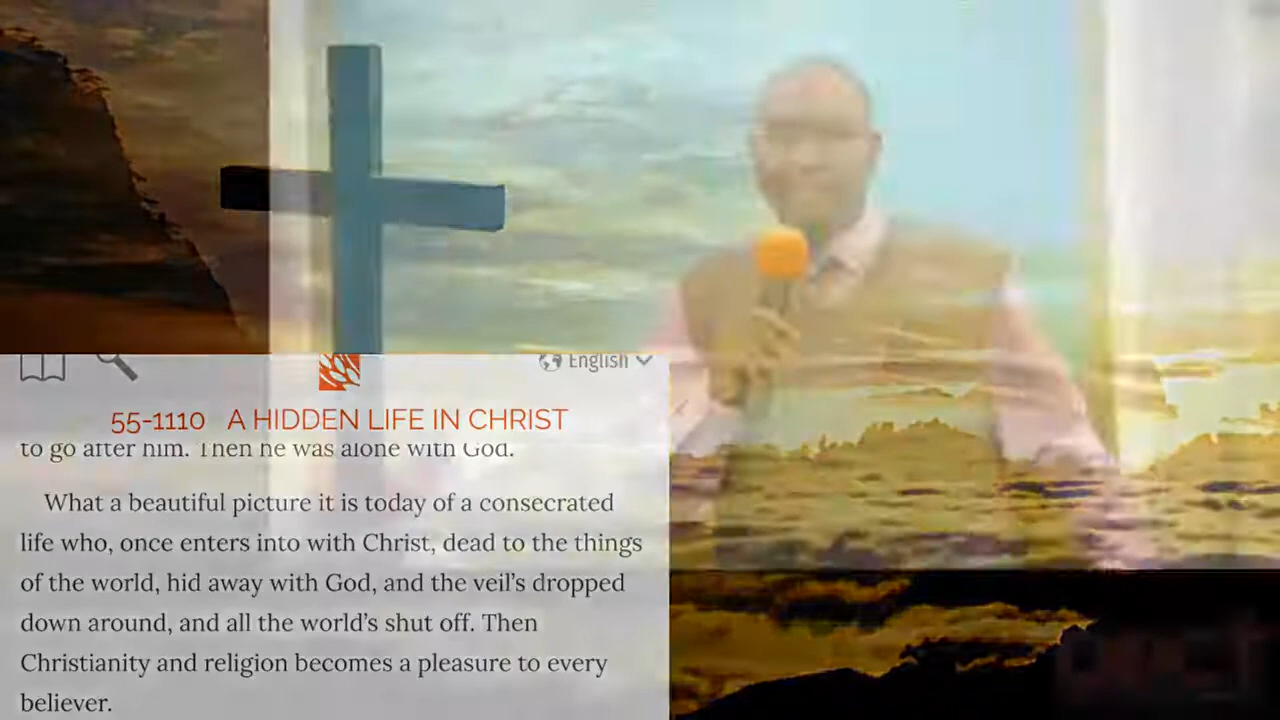 English
55-1110 A HIDDEN LIFE IN CHRIST
to go after him. Then he was alone with God.
What a beautiful picture it is today of a consecrated
life who, once enters into with Christ, dead to the things
of the world, hid away with God, and the veil’s dropped
down around, and all the world’s shut off. Then
Christianity and religion becomes a pleasure to every
believer.